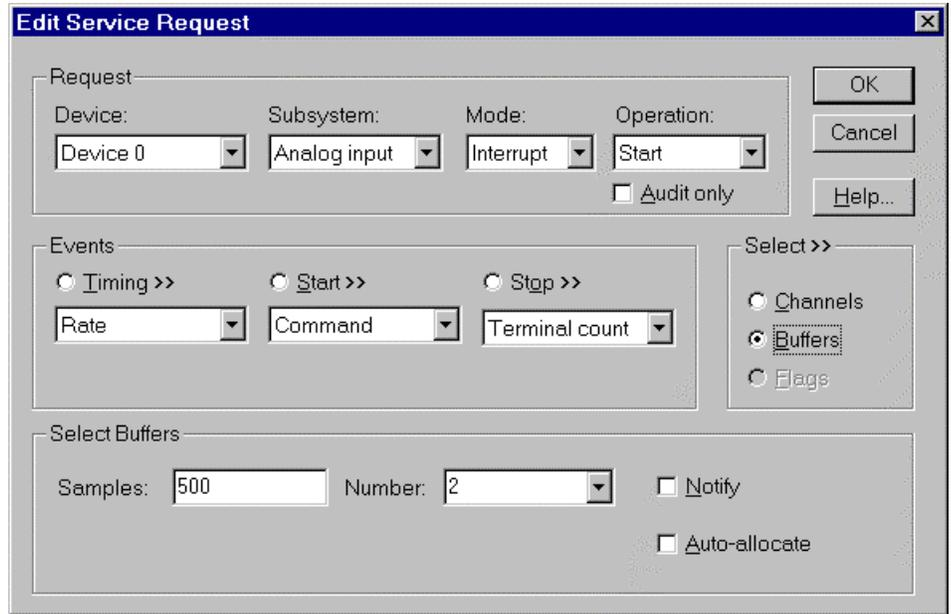 Edit Service Request
Request
Device: Subsystem: Mode: Operation:
Device 0 Analog input Interrupt Start
Audit only
OK
Cancel
Help...
Events
Timing >> Start >> Stop >>
Rate Command Terminal count
Select >>
Channels
Buffers
Flags
Select Buffers
Samples: 500 Number: 2 Notify
Auto-allocate